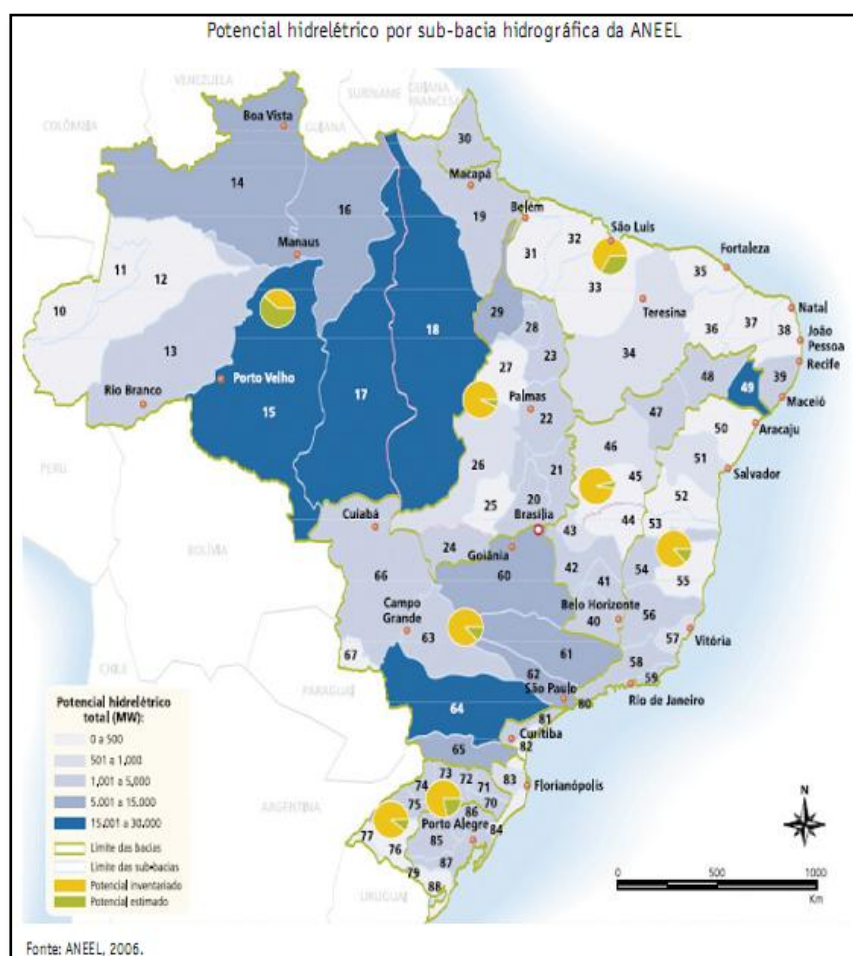 Potencial hidrelétrico por sub-bacia hidrográfica da ANEEL
VENEZUELA
SURINAME
GUIANA
FRANCESA
COLÔMBIA
GUIANA
Boa Vista
30
Macapá
14
16
19
Belém
São Luis
Manaus
31
32
Fortaleza
11
12
33
35
10
29
Teresina
Natal
18
28
36
37
38
João
Pessoa
13
23
34
Recife
27
Porto Velho
17
48
49
39
Rio Branco
15
Palmas
47
Maceió
22
50
Aracaju
46
51
PERU
26
21
45
Salvador
25
20
52
Cuiabá
Brasília
44
53
BOLÍVIA
24
Goiânia
43
54
55
66
60
42
41
Campo
Grande
Belo Horizonte
56
63
40
57
Vitória
67
61
58
62
59
CHILE
PARAGUAI
São Paulo
80
Rio de Janeiro
64
81
Curitiba
82
65
73
83
Florianópolis
74
72
71
ARGENTINA
75
70
86
Porto Alegre
84
77
85
76
87
79
88
URUGUAI
Potencial hidrelétrico
total (MW):
0 a 500
501 a 1,000
1,001 a 5,000
5.001 a 15.000
15.001 a 30.000
Limite das bacias
Limite das sub-bacias
Potencial inventariado
Potencial estimado
N
0
500
1000
Km
Fonte: ANEEL, 2006.